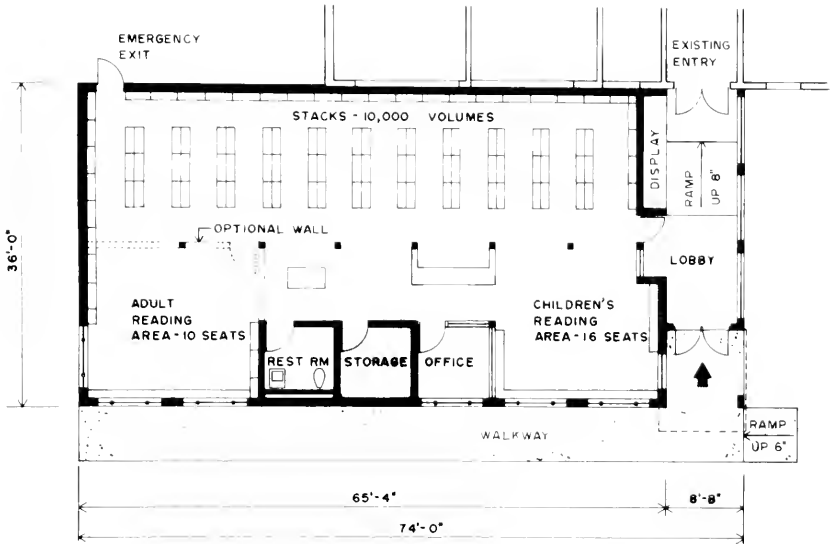 EMERGENCY
EXIT
EXISTING
ENTRY
STACKS - 10,000 VOLUMES
DISPLAY
RAMP
UP 8"
36'-0"
OPTIONAL WALL
LOBBY
ADULT
READING
AREA - 10 SEATS
CHILDREN'S
READING
AREA - 16 SEATS
REST RM
STORAGE
OFFICE
WALKWAY
RAMP
UP 6"
65'-4"
8'-8"
74'-0"